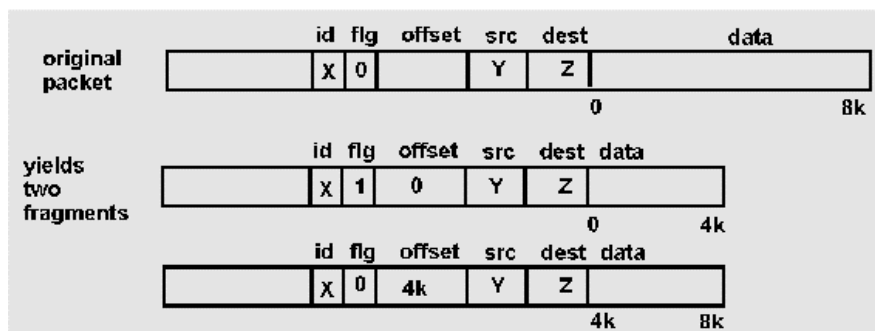 id flg offset src dest data
original packet X 0 Y Z
0 8k
id flg offset src dest data
yields two fragments X 1 0 Y Z
0 4k
id flg offset src dest data
X 0 4k Y Z
4k 8k